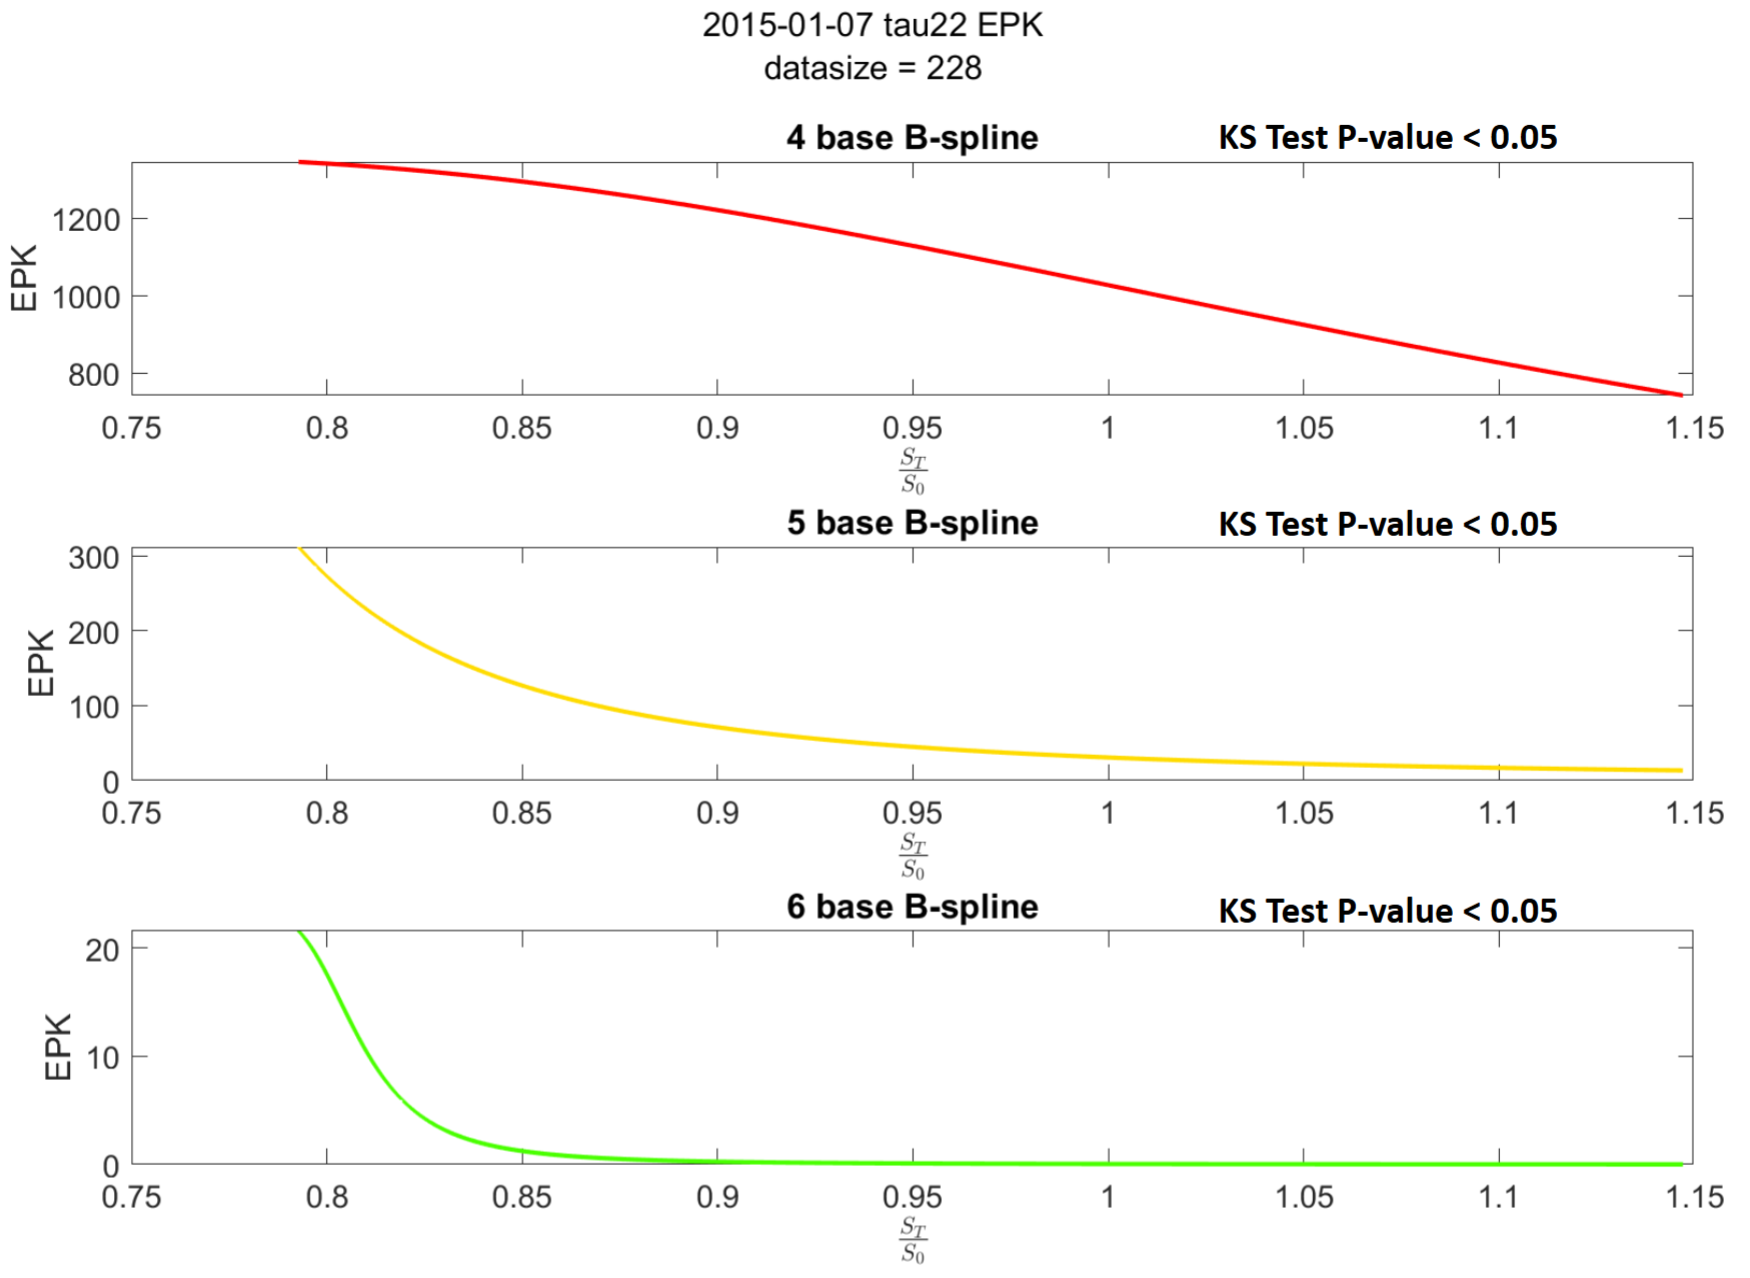 2015-01-07 tau22 EPK
datasize = 228
4 base B-spline KS Test P-value < 0.05
1200
1000
800
EPK
0.75 0.8 0.85 0.9 0.95 1 1.05 1.1 1.15
S_T
S_0
5 base B-spline KS Test P-value < 0.05
300
200
100
0
EPK
0.75 0.8 0.85 0.9 0.95 1 1.05 1.1 1.15
S_T
S_0
6 base B-spline KS Test P-value < 0.05
20
10
0
EPK
0.75 0.8 0.85 0.9 0.95 1 1.05 1.1 1.15
S_T
S_0